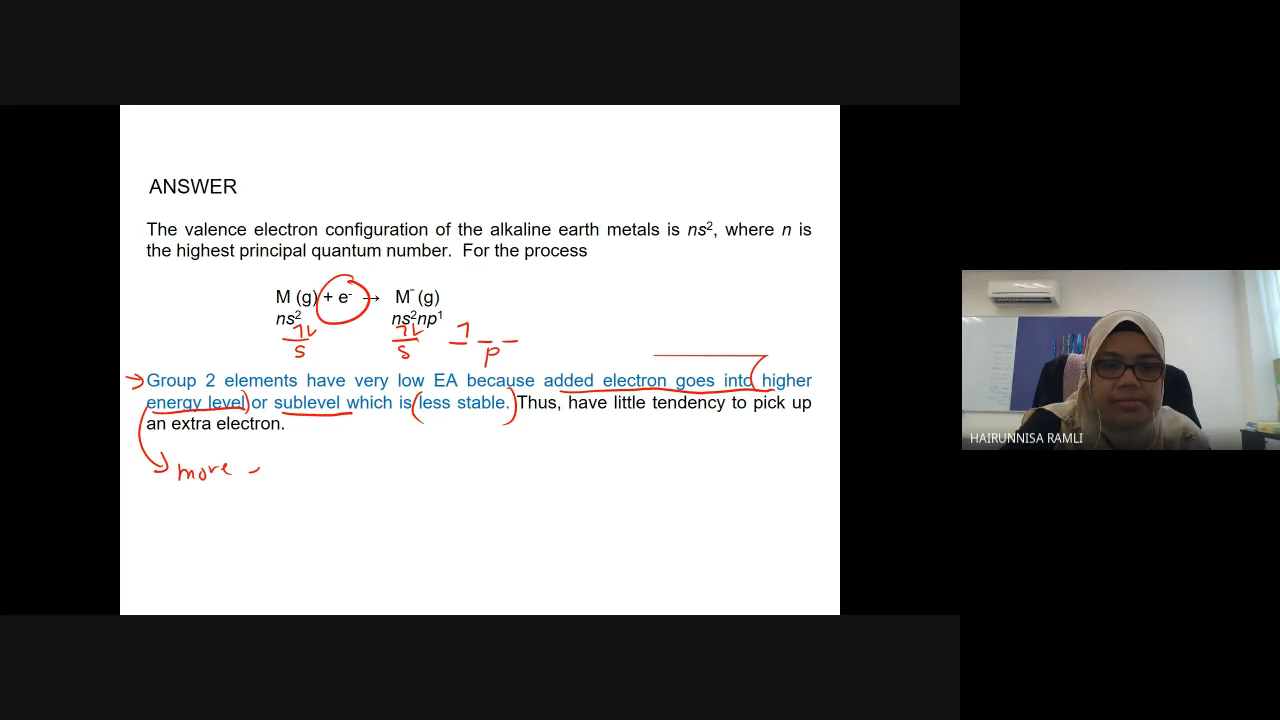 ANSWER
The valence electron configuration of the alkaline earth metals is ns², where n is
the highest principal quantum number. For the process
M (g) + e⁻ → M⁻ (g)
ns² ns²np¹
s s p
Group 2 elements have very low EA because added electron goes into higher
energy level or sublevel which is less stable. Thus, have little tendency to pick up
an extra electron.
more
HAIRUNNISA RAMLI